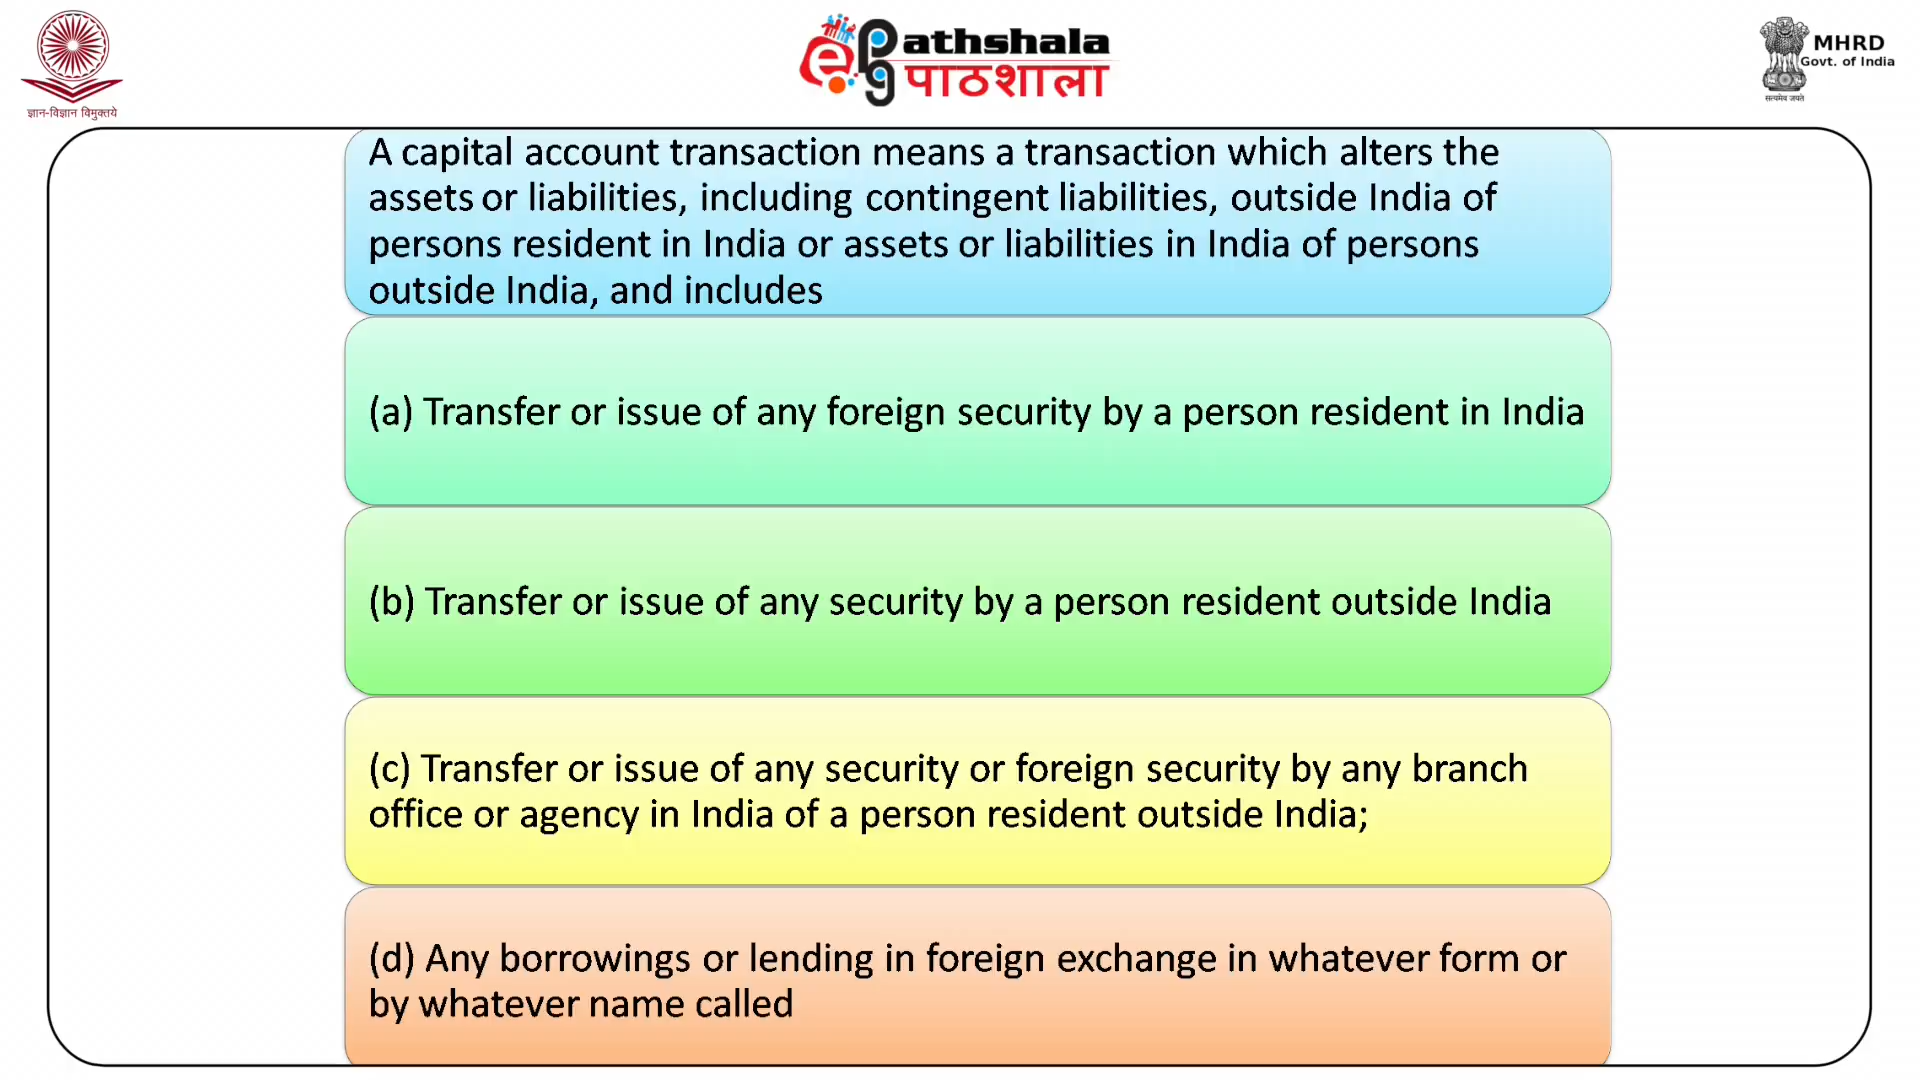 ज्ञान-विज्ञान विमुक्तये
athshala
पाठशाला
MHRD
Govt. of India
सत्यमेव जयते
A capital account transaction means a transaction which alters the
assets or liabilities, including contingent liabilities, outside India of
persons resident in India or assets or liabilities in India of persons
outside India, and includes
(a) Transfer or issue of any foreign security by a person resident in India
(b) Transfer or issue of any security by a person resident outside India
(c) Transfer or issue of any security or foreign security by any branch
office or agency in India of a person resident outside India;
(d) Any borrowings or lending in foreign exchange in whatever form or
by whatever name called